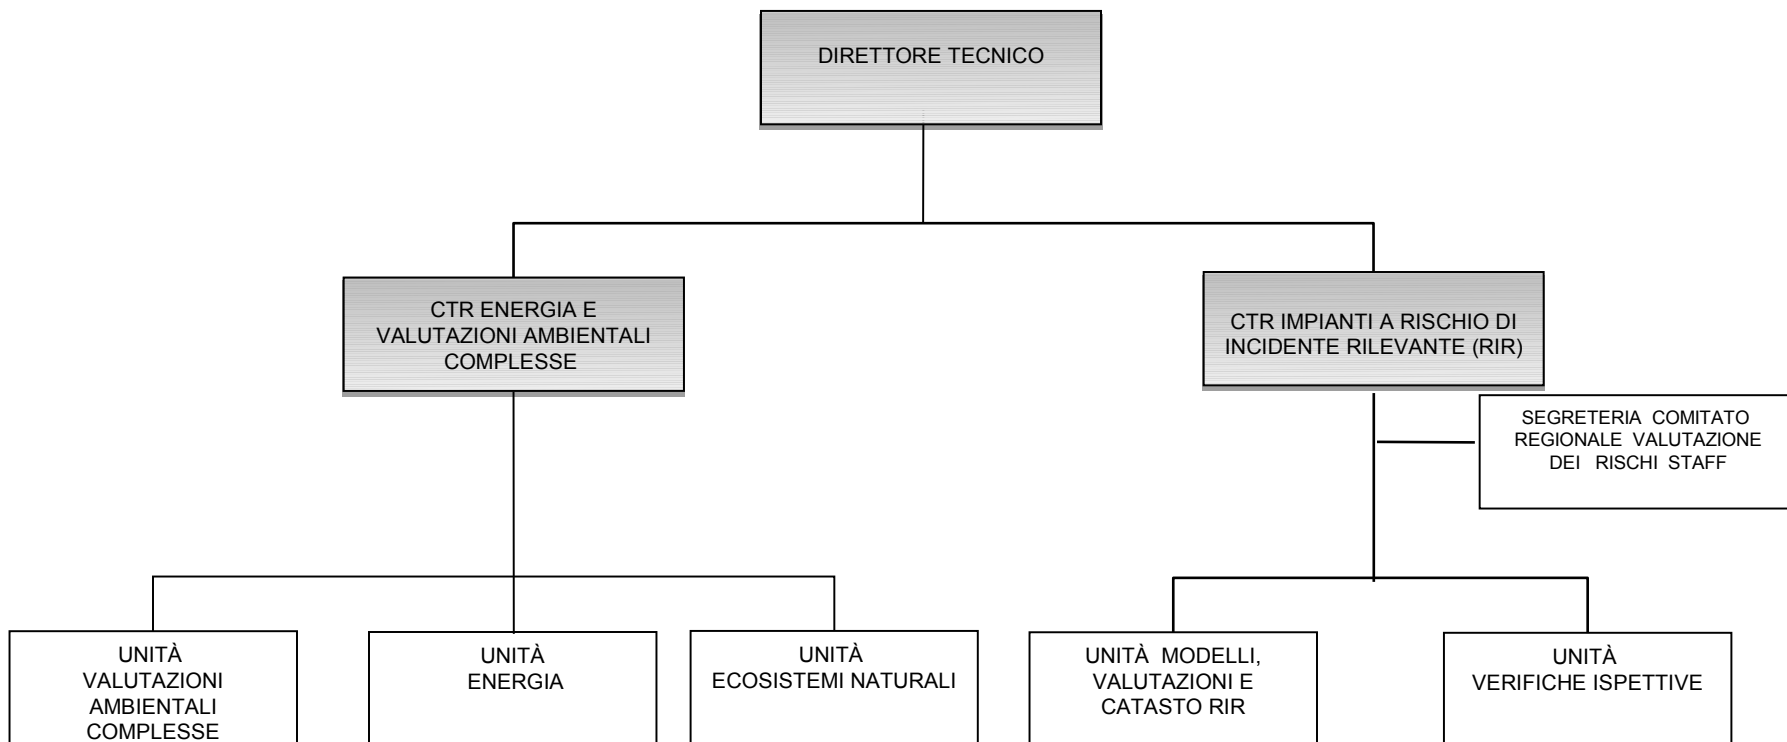 DIRETTORE TECNICO
CTR ENERGIA E
VALUTAZIONI AMBIENTALI
COMPLESSE
CTR IMPIANTI A RISCHIO DI
INCIDENTE RILEVANTE (RIR)
SEGRETERIA COMITATO
REGIONALE VALUTAZIONE
DEI RISCHI STAFF
UNITÀ
VALUTAZIONI
AMBIENTALI
COMPLESSE
UNITÀ
ENERGIA
UNITÀ
ECOSISTEMI NATURALI
UNITÀ MODELLI,
VALUTAZIONI E
CATASTO RIR
UNITÀ
VERIFICHE ISPETTIVE